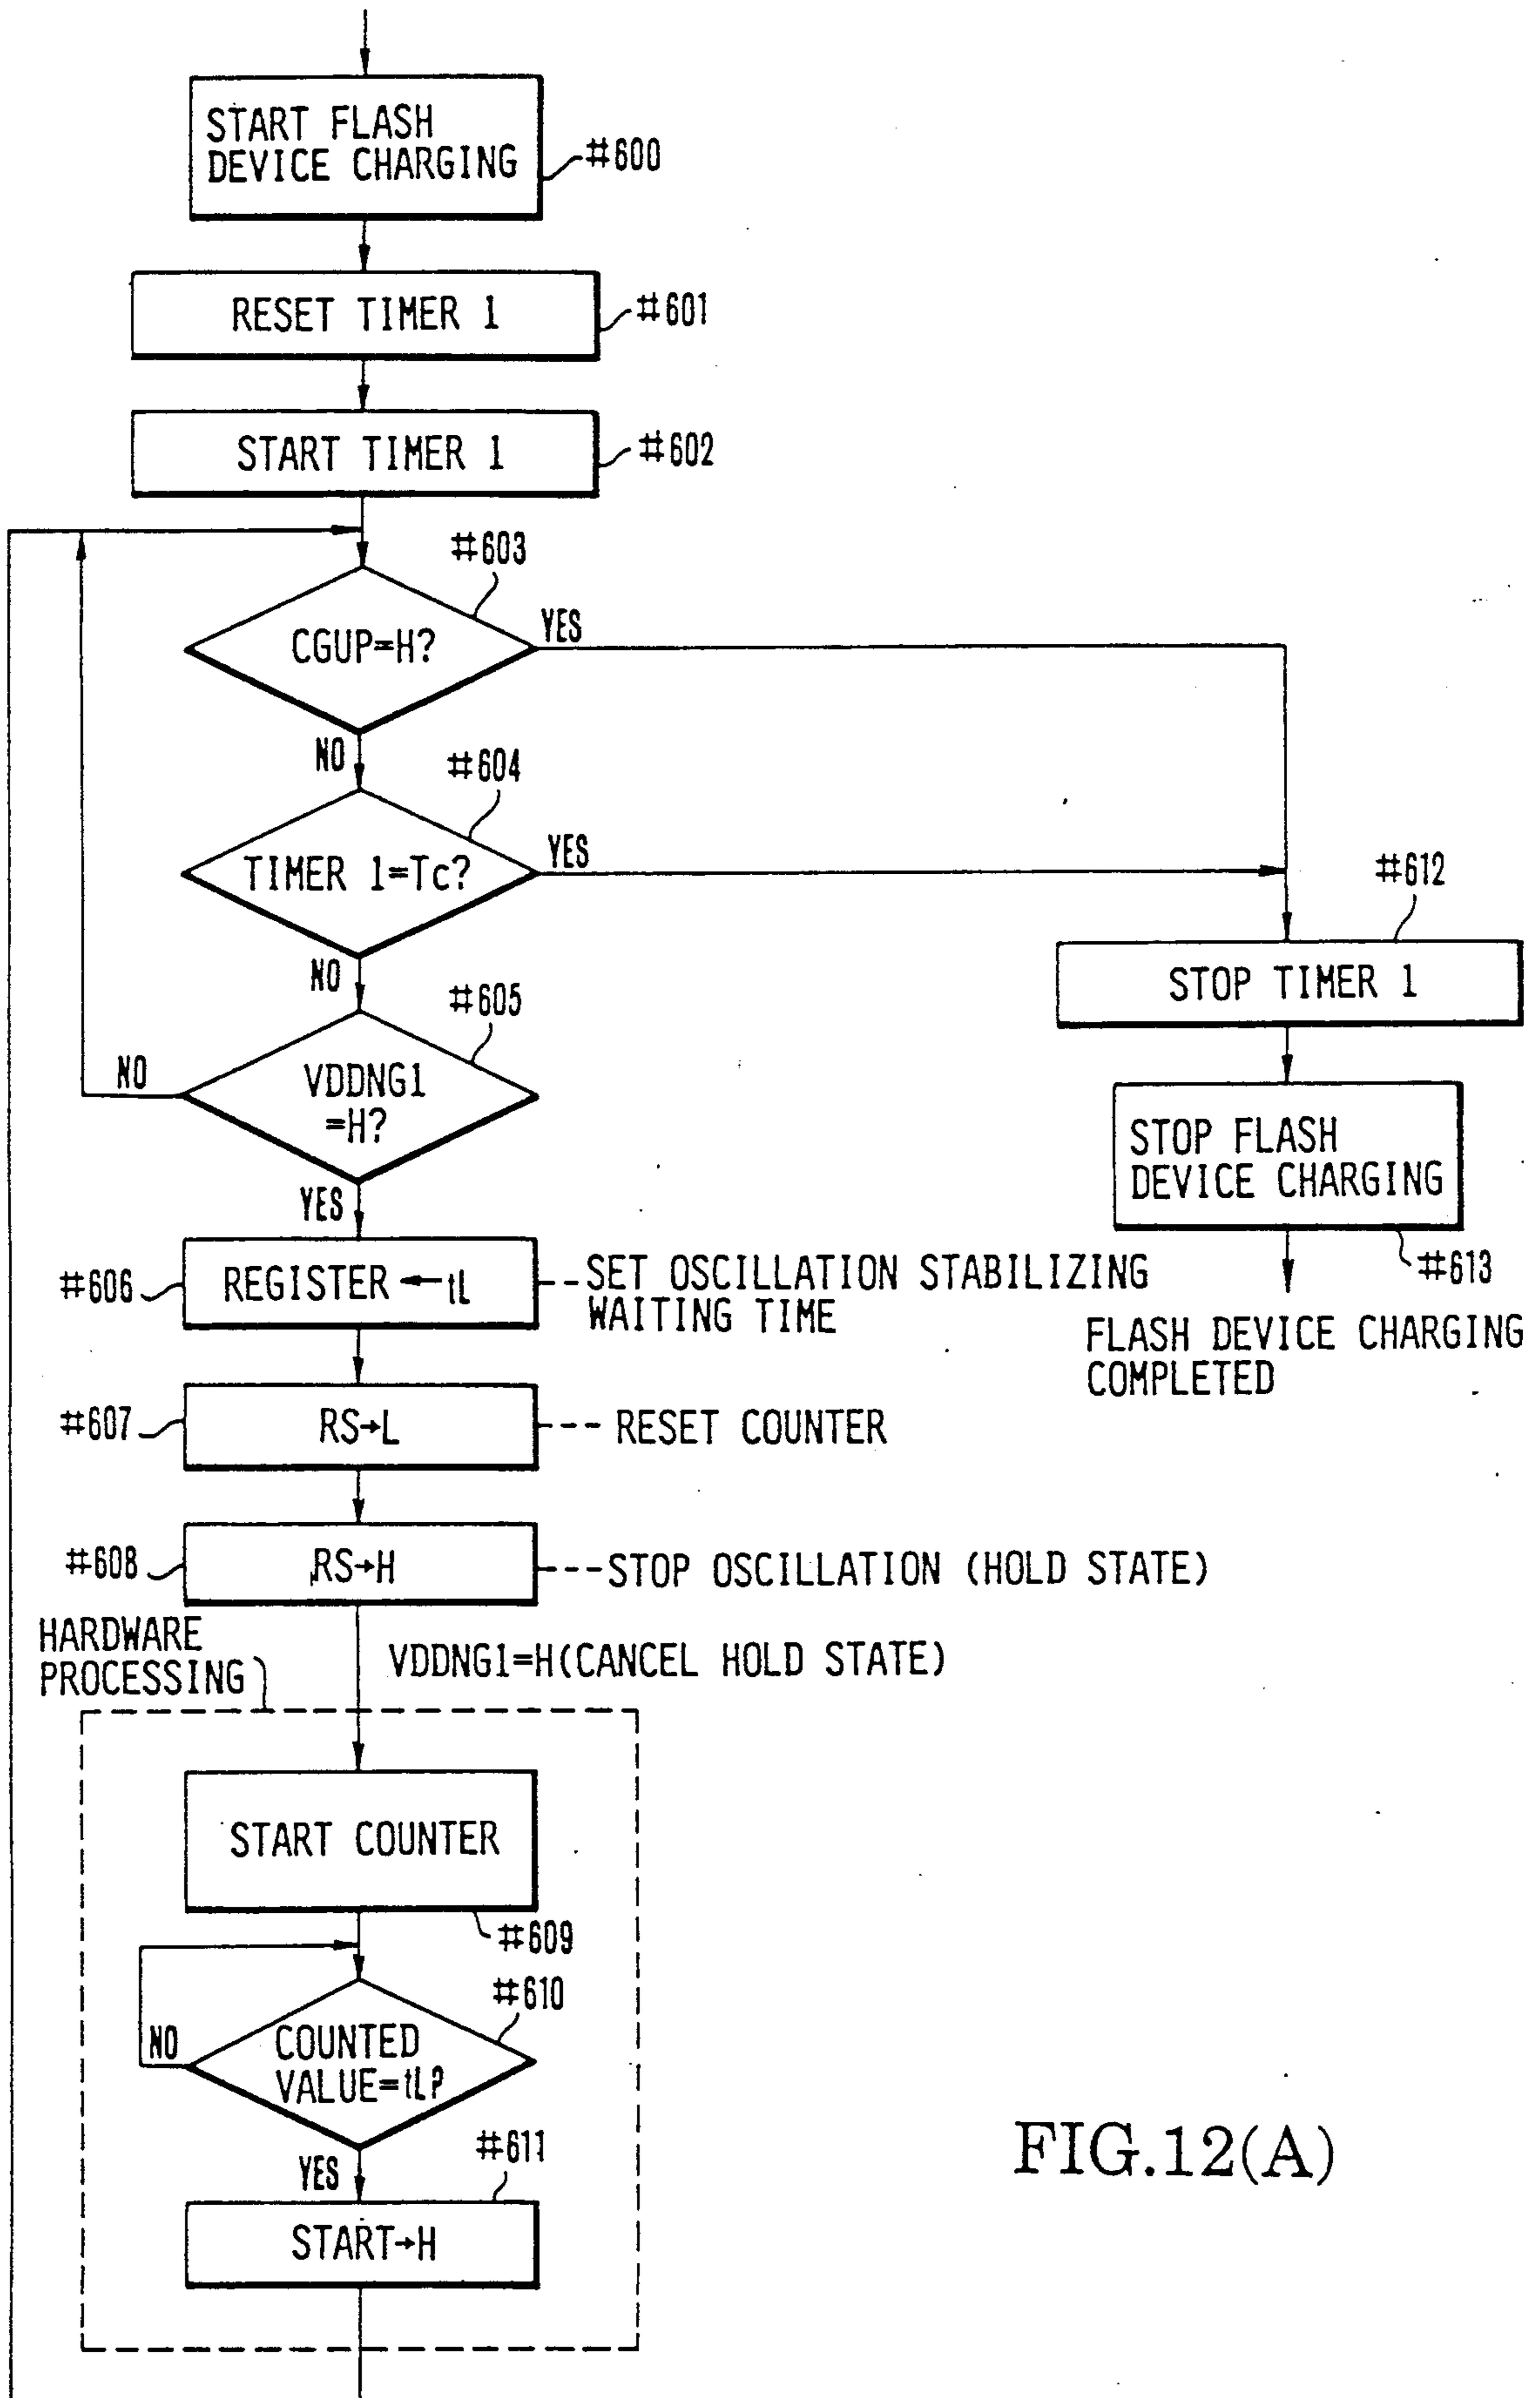 START FLASH
DEVICE CHARGING
#600
RESET TIMER 1
#601
START TIMER 1
#602
#603
CGUP=H?
YES
NO
#604
TIMER 1=Tc?
YES
#612
NO
STOP TIMER 1
#605
VDDNG1
=H?
NO
STOP FLASH
DEVICE CHARGING
YES
#613
#606
REGISTER ← tL
SET OSCILLATION STABILIZING
WAITING TIME
FLASH DEVICE CHARGING
COMPLETED
#607
RS→L
RESET COUNTER
#608
RS→H
STOP OSCILLATION (HOLD STATE)
HARDWARE
PROCESSING
VDDNG1=H(CANCEL HOLD STATE)
START COUNTER
#609
#610
NO
COUNTED
VALUE=tL?
#611
YES
START→H
FIG.12(A)